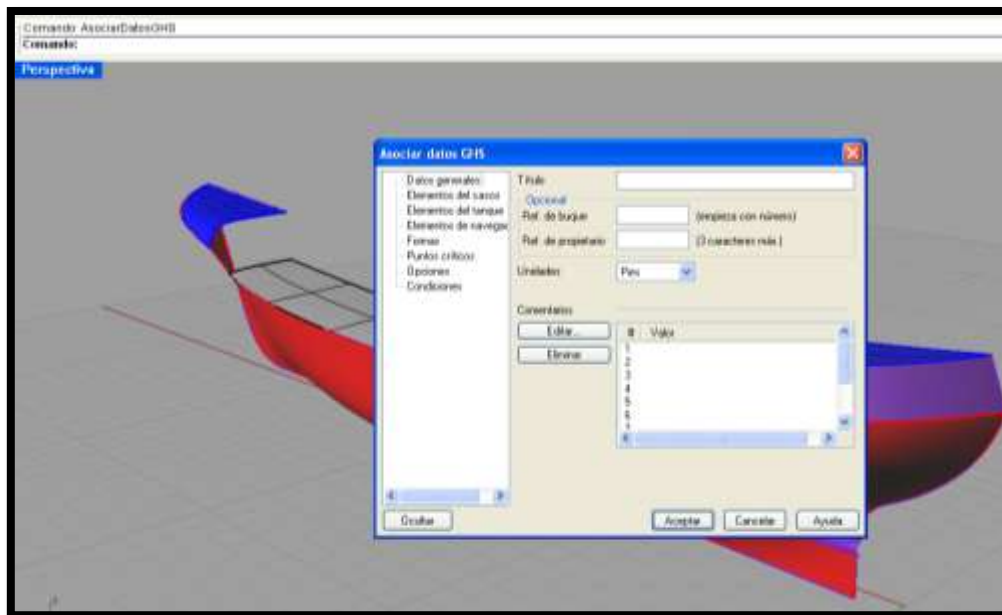 Comando: AsociarDatosGHS
Comando:
Perspectiva
Asociar datos GHS
Datos generales
Elementos del casco
Elementos del tanque
Elementos de navegac
Formas
Puntos críticos
Opciones
Condiciones
Título
Opcional
Ref. de buque (empieza con número)
Ref. de propietario (3 caracteres máx.)
Unidades Pies
Comentarios
Editar...
Eliminar
# Valor
1
2
3
4
5
6
7
Ocultar Aceptar Cancelar Ayuda